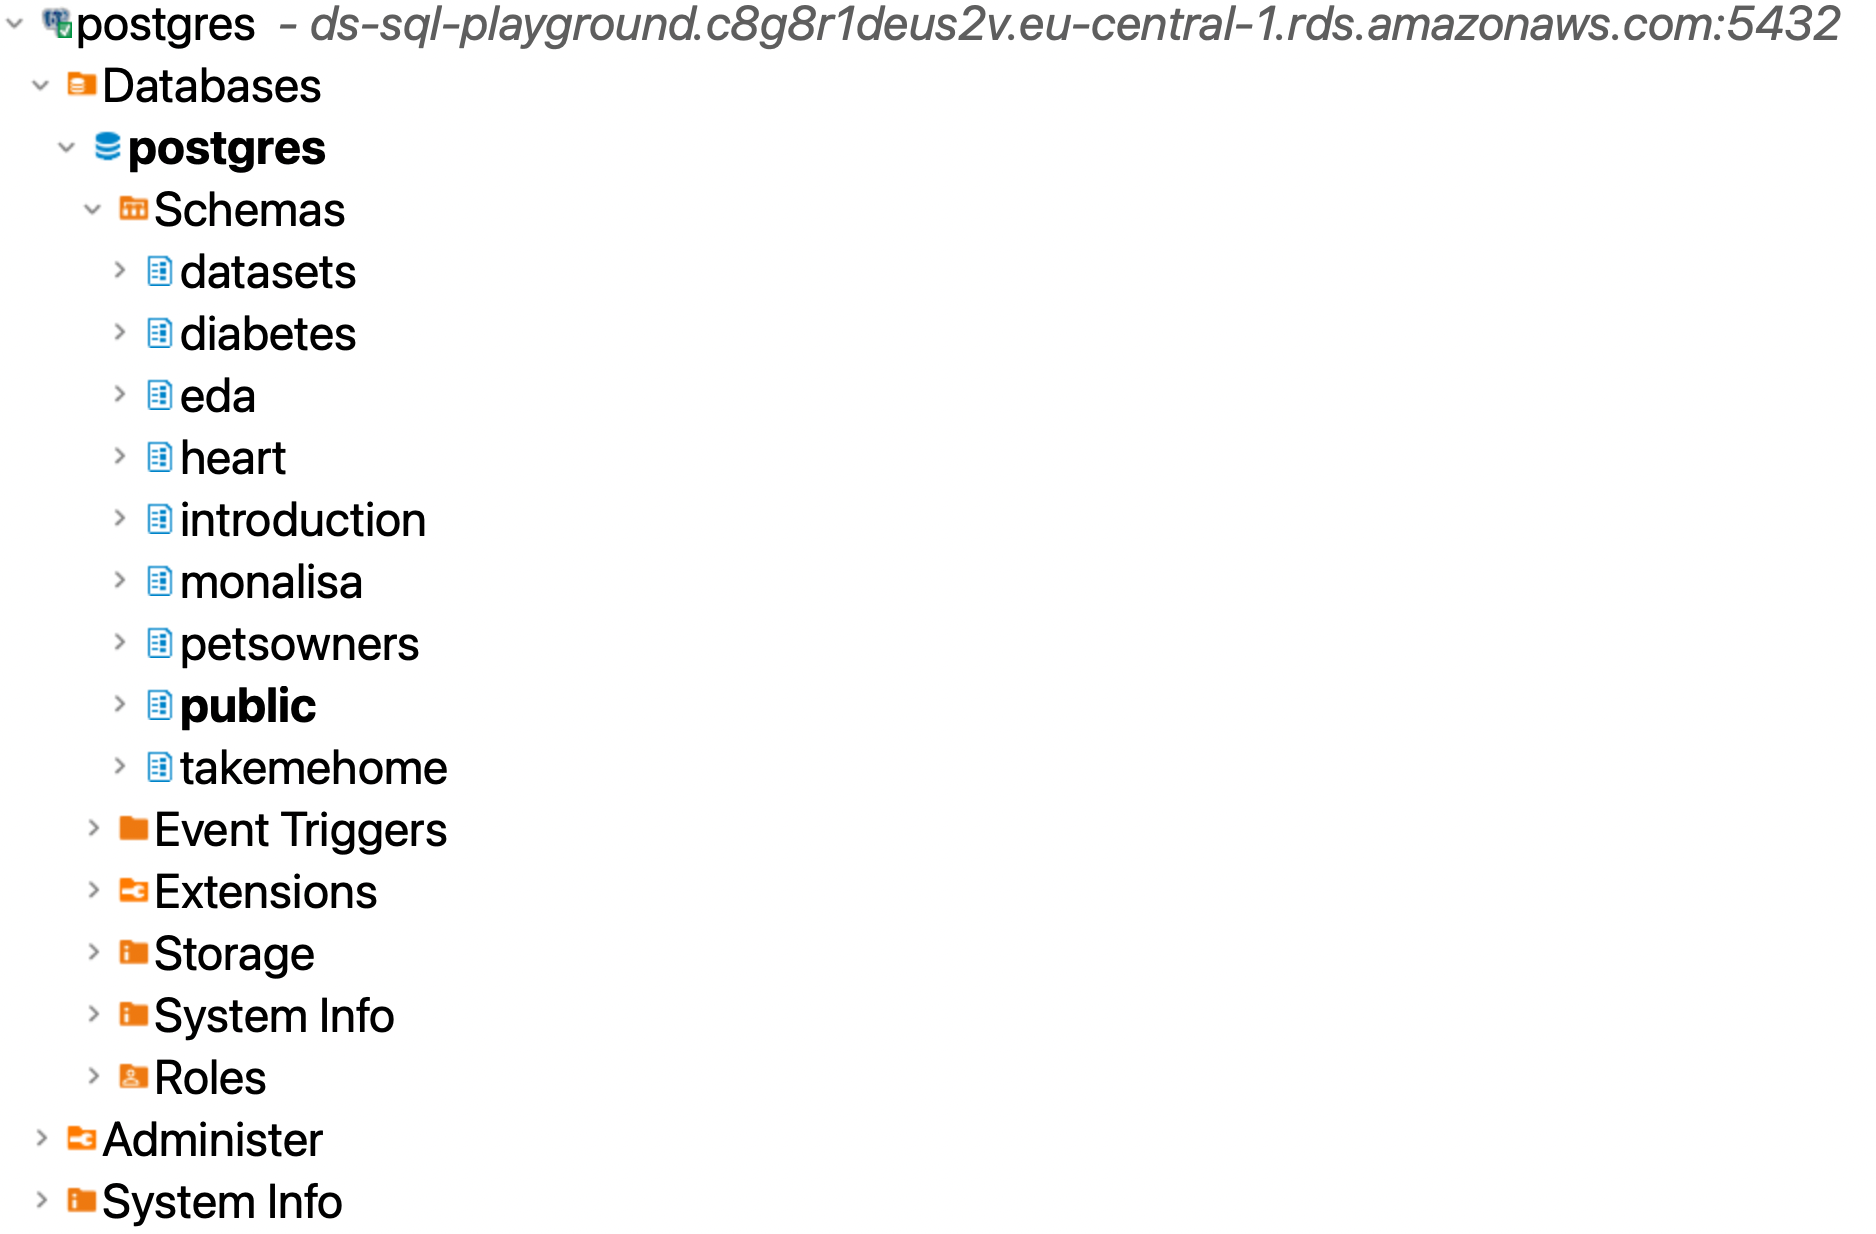 postgres - ds-sql-playground.c8g8r1deus2v.eu-central-1.rds.amazonaws.com:5432
Databases
postgres
Schemas
datasets
diabetes
eda
heart
introduction
monalisa
petsowners
public
takemehome
Event Triggers
Extensions
Storage
System Info
Roles
Administer
System Info